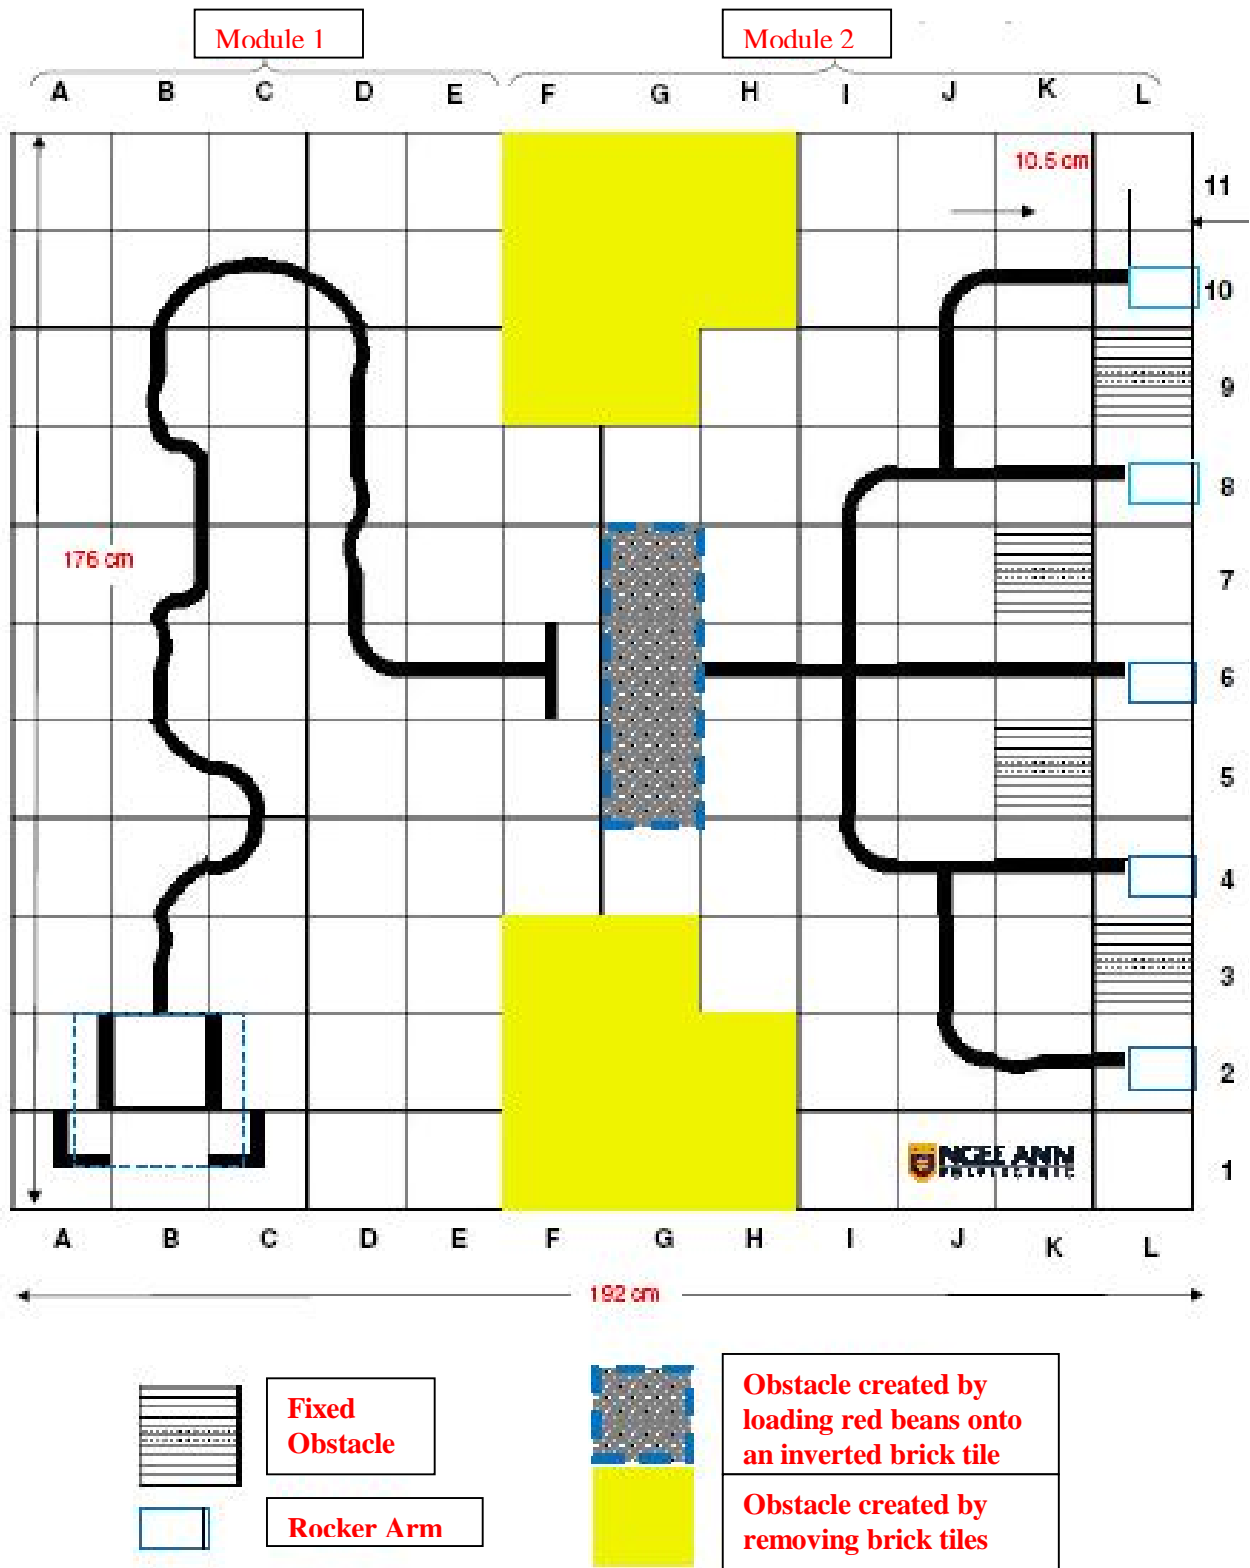 Module 1
Module 2
A B C D E F G H I J K L
10.5 cm
11
10
9
8
176 cm
7
6
5
4
3
2
NGEE ANN
POLYTECHNIC
1
A B C D E F G H I J K L
192 cm
Fixed
Obstacle
Rocker Arm
Obstacle created by
loading red beans onto
an inverted brick tile
Obstacle created by
removing brick tiles